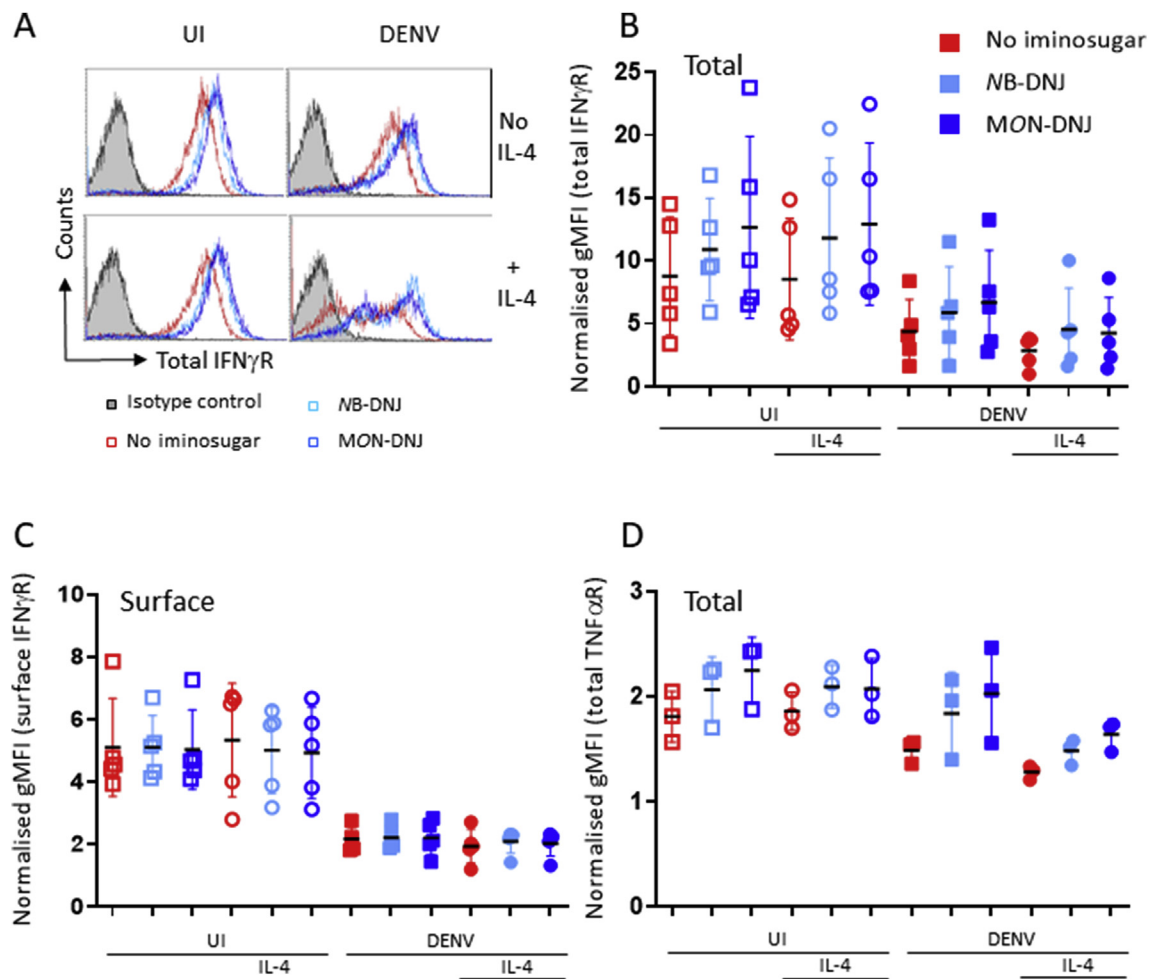 A
UI
DENV
No
IL-4
+
IL-4
Counts
Total IFNγR
Isotype control
NB-DNJ
No iminosugar
MON-DNJ
B
Total
No iminosugar
NB-DNJ
MON-DNJ
Normalised gMFI (total IFNγR)
25
20
15
10
5
0
UI
DENV
IL-4
IL-4
C
Surface
Normalised gMFI (surface IFNγR)
10
8
6
4
2
0
UI
DENV
IL-4
IL-4
D
Total
Normalised gMFI (total TNFαR)
3
2
1
0
UI
DENV
IL-4
IL-4